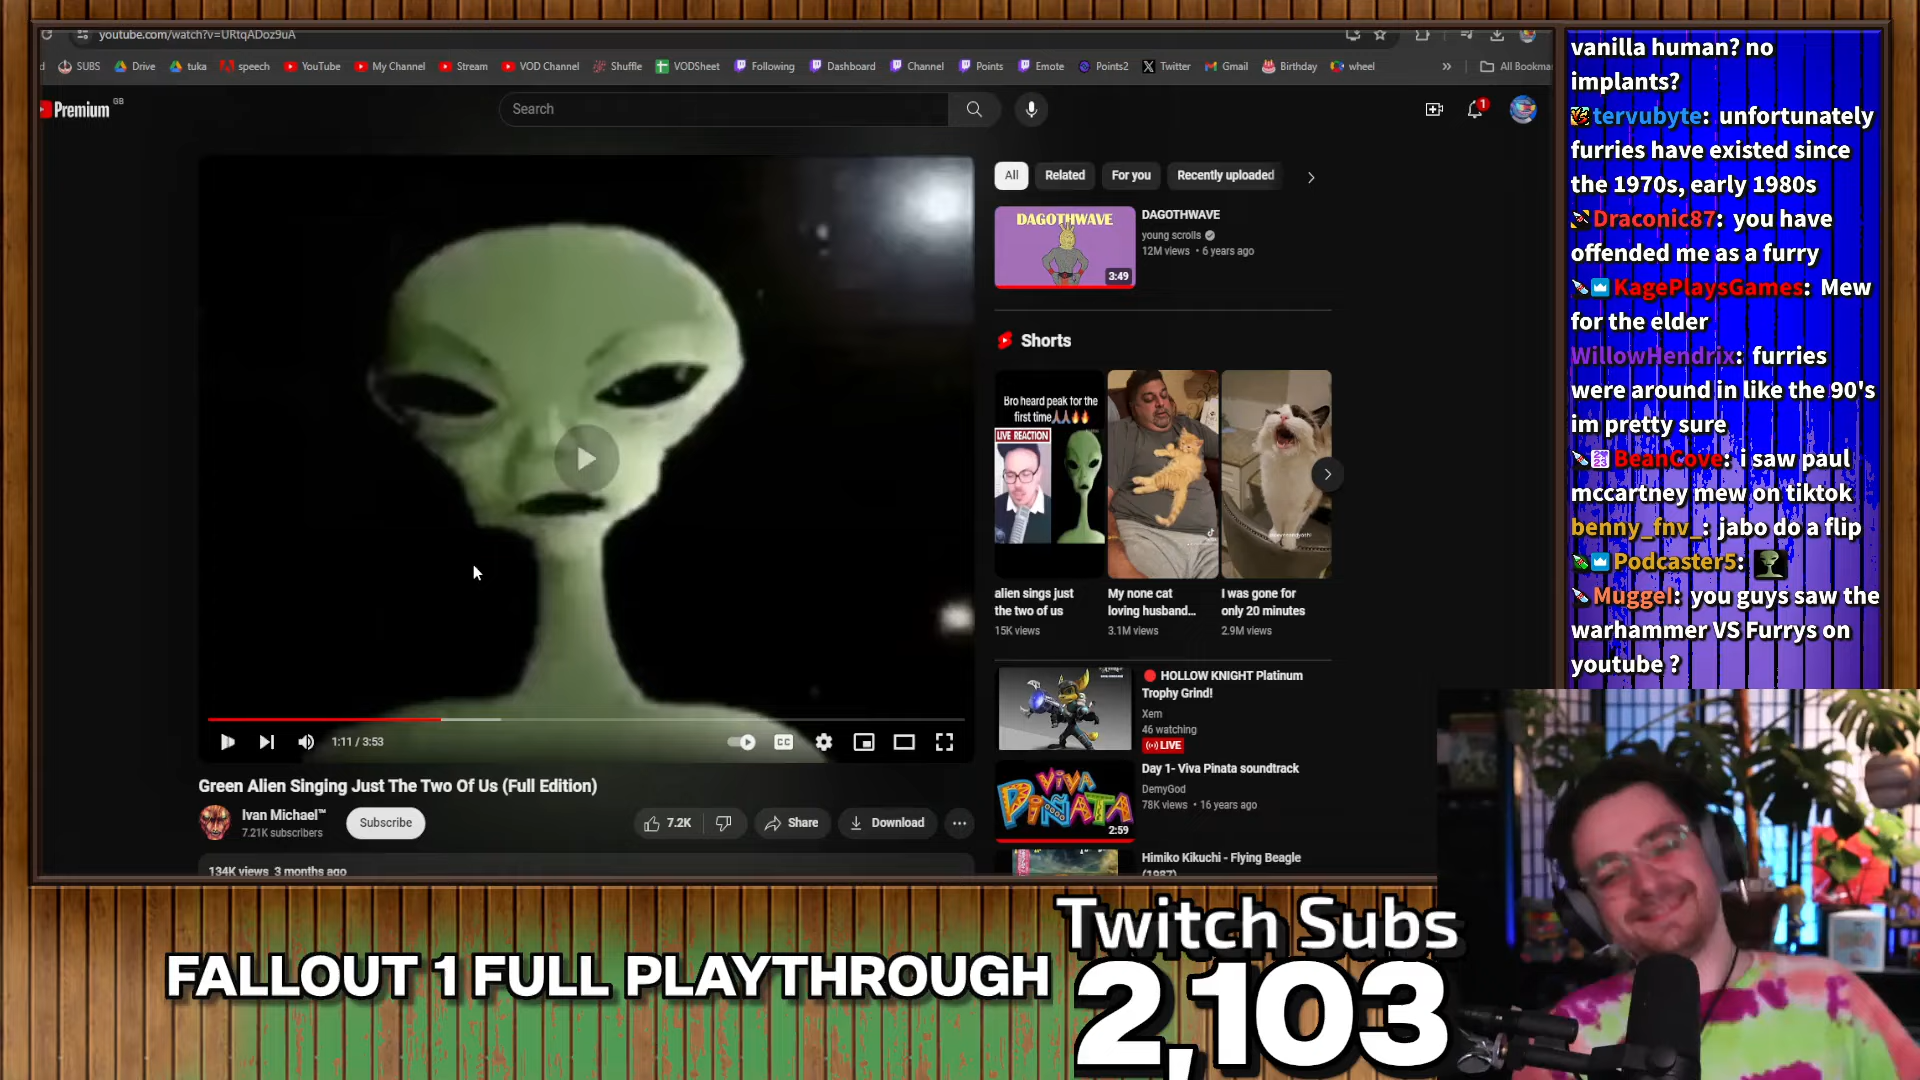 youtube.com/watch?v=URtqADoz9uA
SUBS
Drive
tuka
speech
YouTube
My Channel
Stream
VOD Channel
Shuffle
VODSheet
Following
Dashboard
Channel
Points
Emote
Points2
Twitter
Gmail
Birthday
wheel
»
All Bookma
Premium GB
Search
1
All
Related
For you
Recently uploaded
DAGOTHWAVE
3:49
DAGOTHWAVE
young scrolls
12M views • 6 years ago
Shorts
Bro heard peak for the
first time
LIVE REACTION
alien sings just
the two of us
15K views
My none cat
loving husband...
3.1M views
I was gone for
only 20 minutes
2.9M views
HOLLOW KNIGHT Platinum
Trophy Grind!
Xem
46 watching
LIVE
VIVA
PIÑATA
2:59
Day 1- Viva Pinata soundtrack
DemyGod
78K views • 16 years ago
Himiko Kikuchi - Flying Beagle
(1987)
1:11 / 3:53
CC
Green Alien Singing Just The Two Of Us (Full Edition)
Ivan Michael™
7.21K subscribers
Subscribe
7.2K
Share
Download
134K views 3 months ago
vanilla human? no
implants?
tervubyte: unfortunately
furries have existed since
the 1970s, early 1980s
Draconic87: you have
offended me as a furry
KagePlaysGames: Mew
for the elder
WillowHendrix: furries
were around in like the 90's
im pretty sure
BeanCove: i saw paul
mccartney mew on tiktok
benny_fnv_: jabo do a flip
Podcaster5:
Muggel: you guys saw the
warhammer VS Furrys on
youtube ?
FALLOUT 1 FULL PLAYTHROUGH
Twitch Subs
2,103